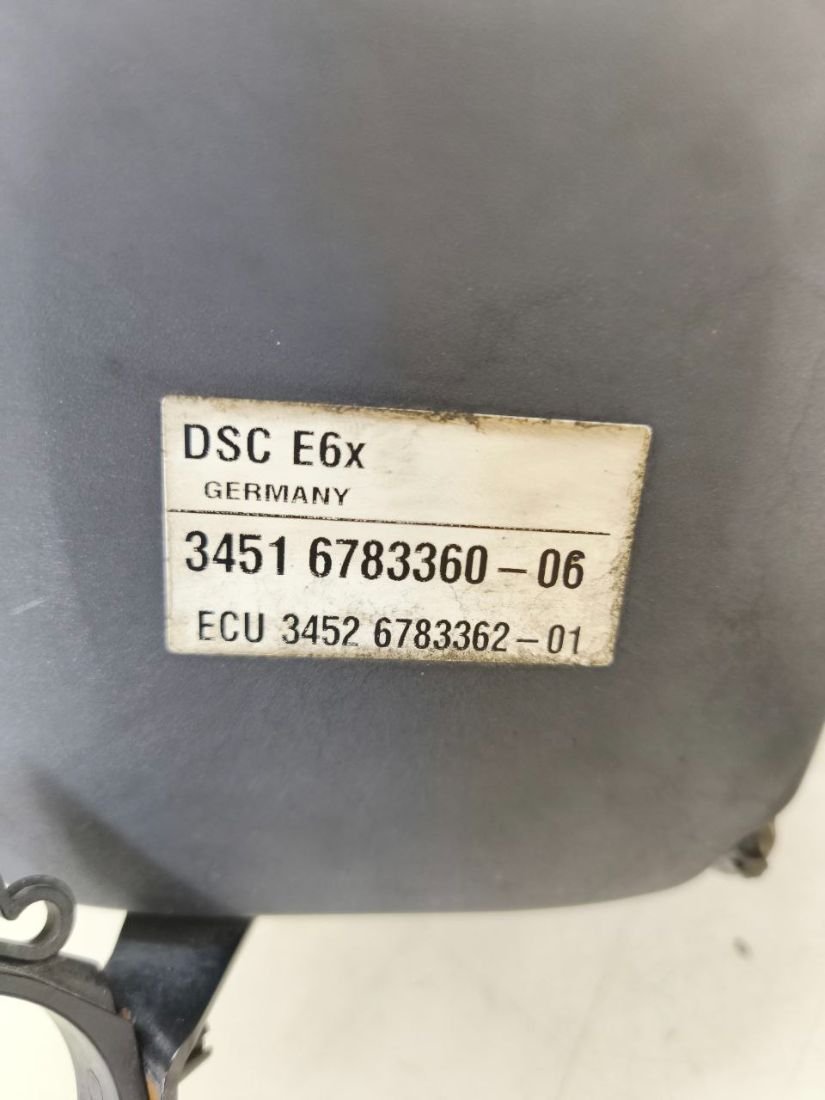 DSC E6x
GERMANY
3451 6783360-06
ECU 3452 6783362-01